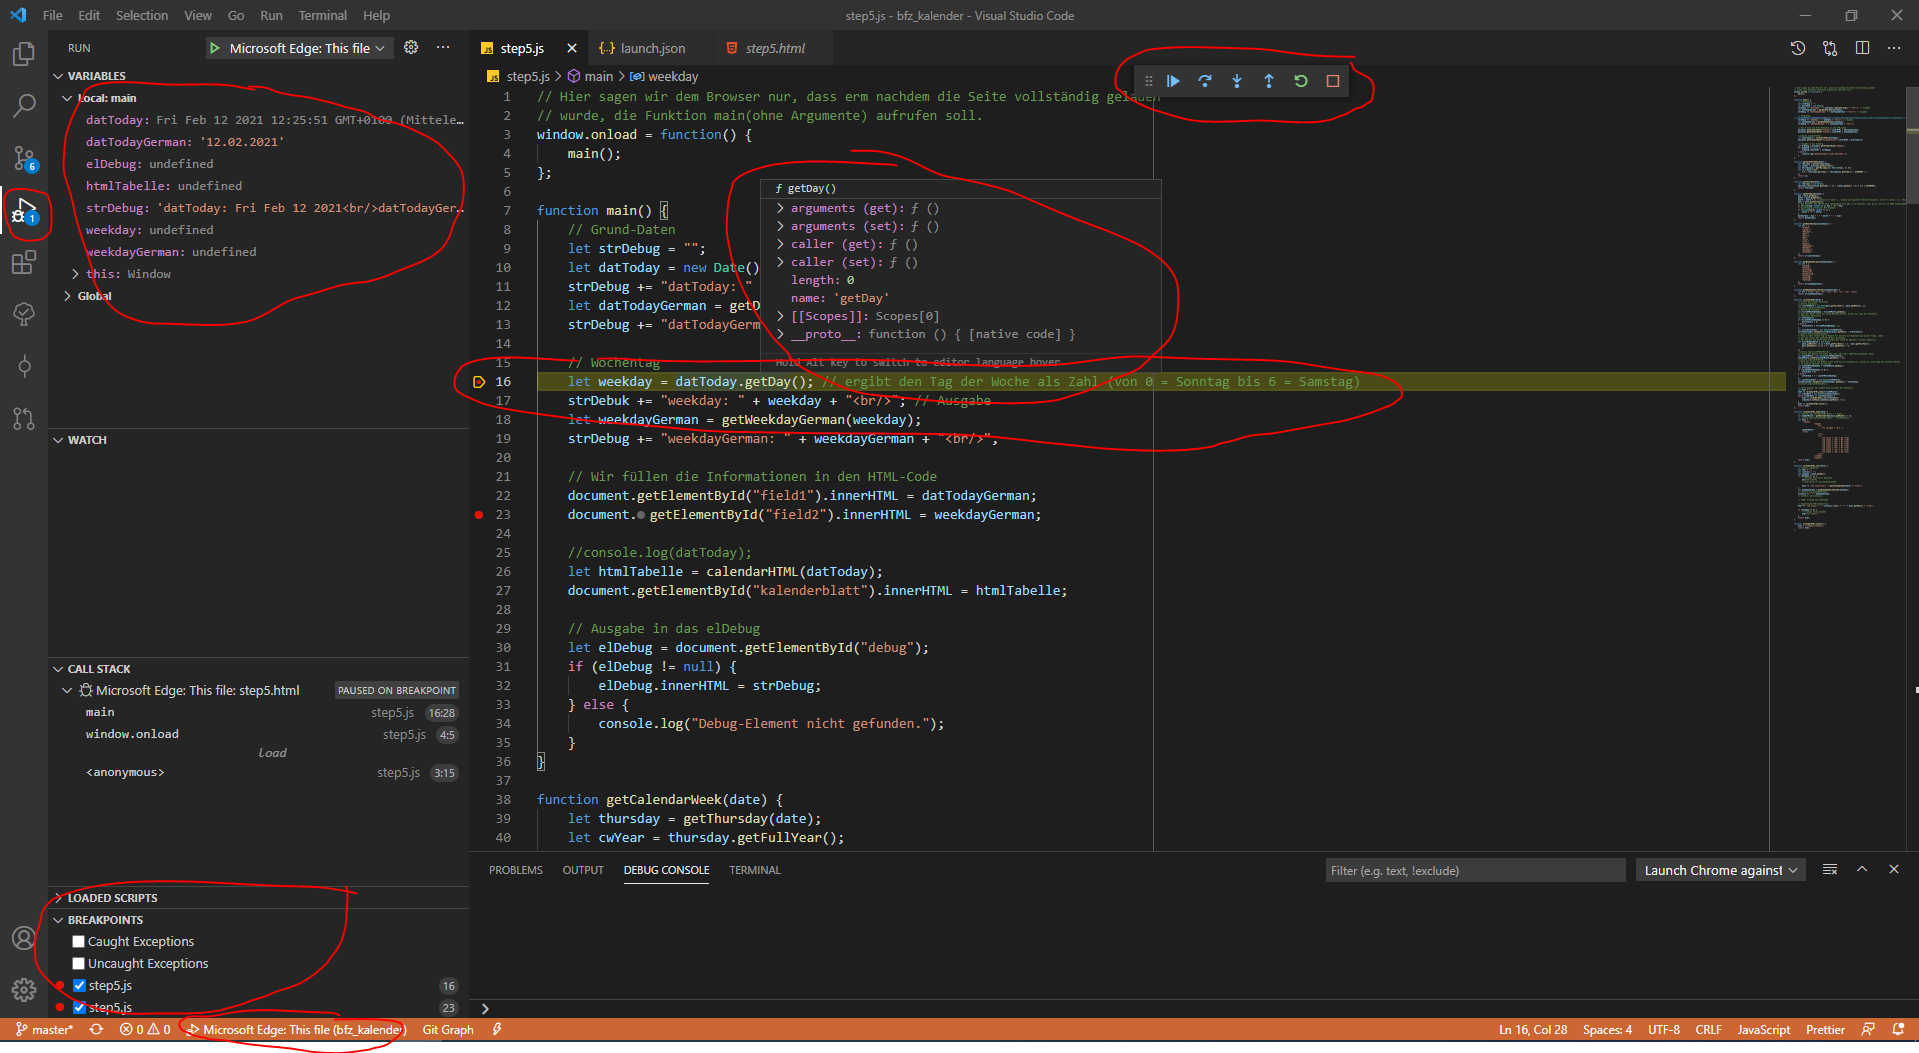 File Edit Selection View Go Run Terminal Help
step5.js - bfz_kalender - Visual Studio Code
RUN
Microsoft Edge: This file
VARIABLES
Local: main
datToday: Fri Feb 12 2021 12:25:51 GMT+0100 (Mittele...
datTodayGerman: '12.02.2021'
elDebug: undefined
htmlTabelle: undefined
strDebug: 'datToday: Fri Feb 12 2021<br/>datTodayGer...
weekday: undefined
weekdayGerman: undefined
this: Window
Global
6
1
WATCH
CALL STACK
Microsoft Edge: This file: step5.html PAUSED ON BREAKPOINT
main step5.js 16:28
window.onload step5.js 4:5
Load
<anonymous> step5.js 3:15
LOADED SCRIPTS
BREAKPOINTS
Caught Exceptions
Uncaught Exceptions
step5.js 16
step5.js 23
step5.js launch.json step5.html
step5.js > main > weekday
1 // Hier sagen wir dem Browser nur, dass erm nachdem die Seite vollständig geladen
2 // wurde, die Funktion main(ohne Argumente) aufrufen soll.
3 window.onload = function() {
4 main();
5 };
6
7 function main() {
8 // Grund-Daten
9 let strDebug = "";
10 let datToday = new Date()
11 strDebug += "datToday: "
12 let datTodayGerman = getD
13 strDebug += "datTodayGerm
14
15 // Wochentag
16 let weekday = datToday.getDay(); // ergibt den Tag der Woche als Zahl (von 0 = Sonntag bis 6 = Samstag)
17 strDebuk += "weekday: " + weekday + "<br/>"; // Ausgabe
18 let weekdayGerman = getWeekdayGerman(weekday);
19 strDebug += "weekdayGerman: " + weekdayGerman + "<br/>";
20
21 // Wir füllen die Informationen in den HTML-Code
22 document.getElementById("field1").innerHTML = datTodayGerman;
23 document.getElementById("field2").innerHTML = weekdayGerman;
24
25 //console.log(datToday);
26 let htmlTabelle = calendarHTML(datToday);
27 document.getElementById("kalenderblatt").innerHTML = htmlTabelle;
28
29 // Ausgabe in das elDebug
30 let elDebug = document.getElementById("debug");
31 if (elDebug != null) {
32 elDebug.innerHTML = strDebug;
33 } else {
34 console.log("Debug-Element nicht gefunden.");
35 }
36 }
37
38 function getCalendarWeek(date) {
39 let thursday = getThursday(date);
40 let cwYear = thursday.getFullYear();
ƒ getDay()
arguments (get): ƒ ()
arguments (set): ƒ ()
caller (get): ƒ ()
caller (set): ƒ ()
length: 0
name: 'getDay'
[[Scopes]]: Scopes[0]
__proto__: function () { [native code] }
Hold Alt key to switch to editor language hover
PROBLEMS OUTPUT DEBUG CONSOLE TERMINAL
Filter (e.g. text, !exclude)
Launch Chrome against
master* 0 0 Microsoft Edge: This file (bfz_kalender) Git Graph
Ln 16, Col 28 Spaces: 4 UTF-8 CRLF JavaScript Prettier